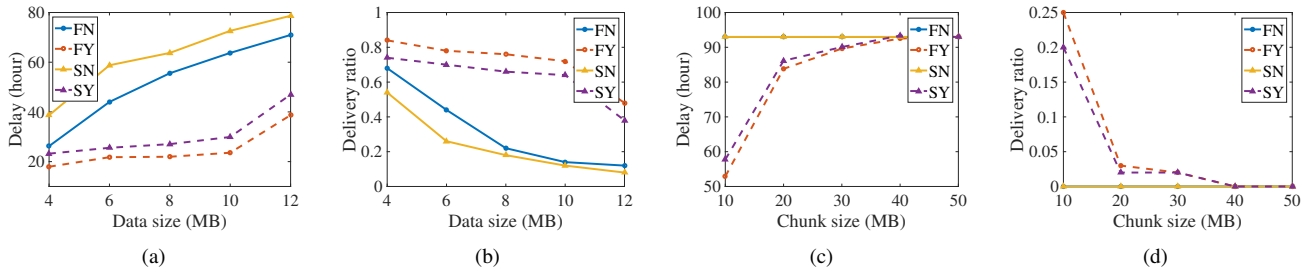 80
60
40
20
Delay (hour)
4 6 8 10 12
Data size (MB)
FN
FY
SN
SY
(a)
1
0.8
0.6
0.4
0.2
0
Delivery ratio
4 6 8 10 12
Data size (MB)
FN
FY
SN
SY
(b)
100
90
80
70
60
50
Delay (hour)
10 20 30 40 50
Chunk size (MB)
FN
FY
SN
SY
(c)
0.25
0.2
0.15
0.1
0.05
0
Delivery ratio
10 20 30 40 50
Chunk size (MB)
FN
FY
SN
SY
(d)